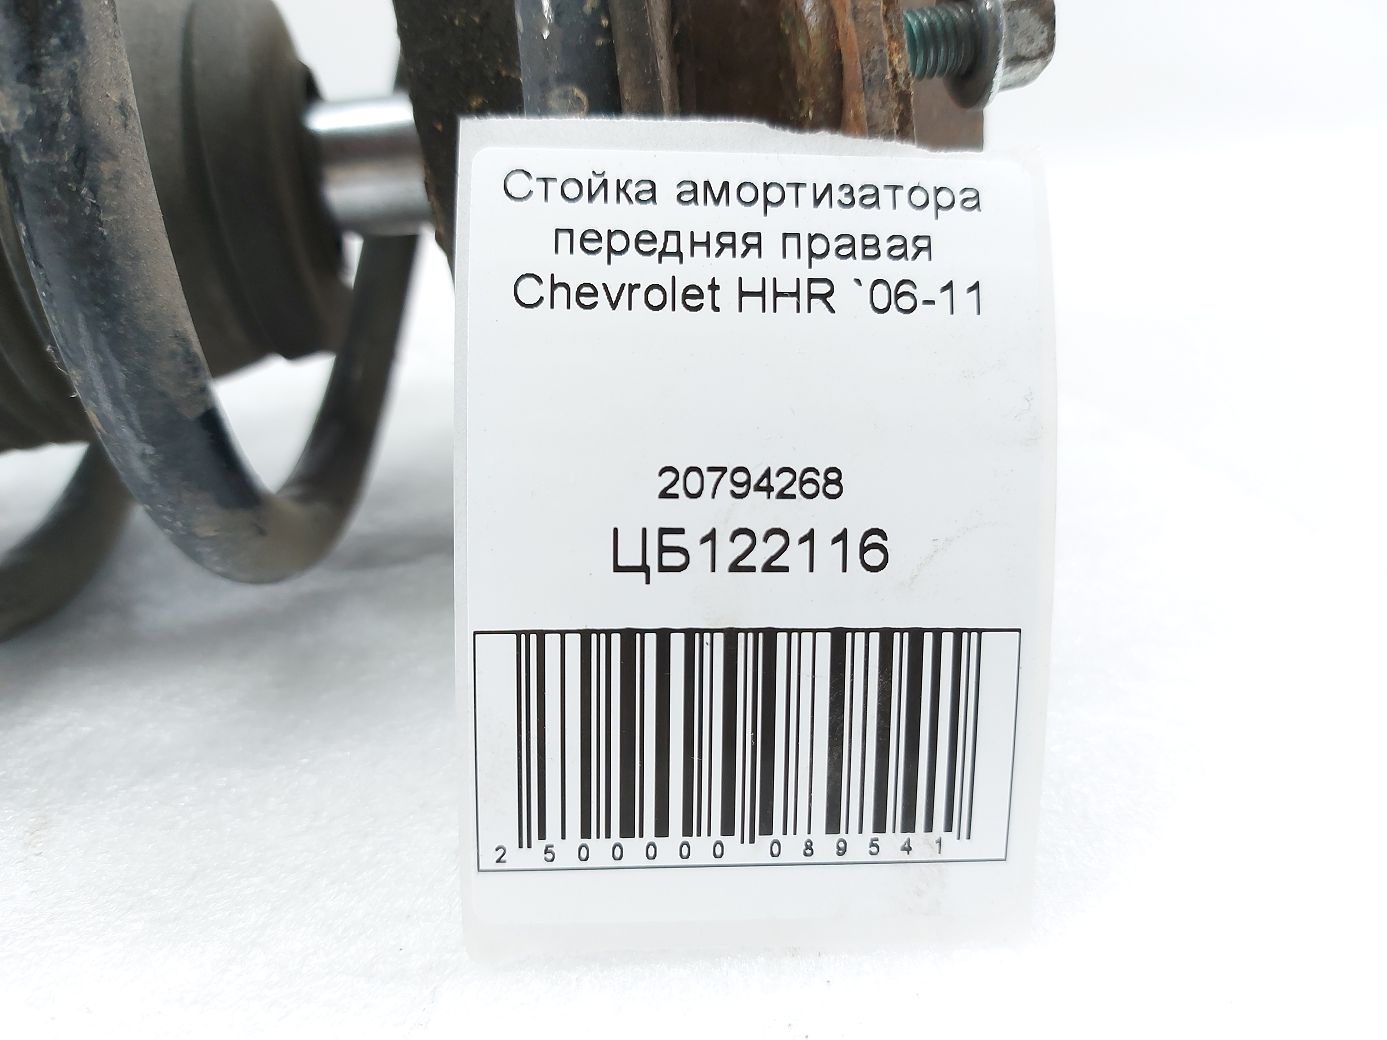 Стойка амортизатора
передняя правая
Chevrolet HHR `06-11
20794268
ЦБ122116
2 500000 089541